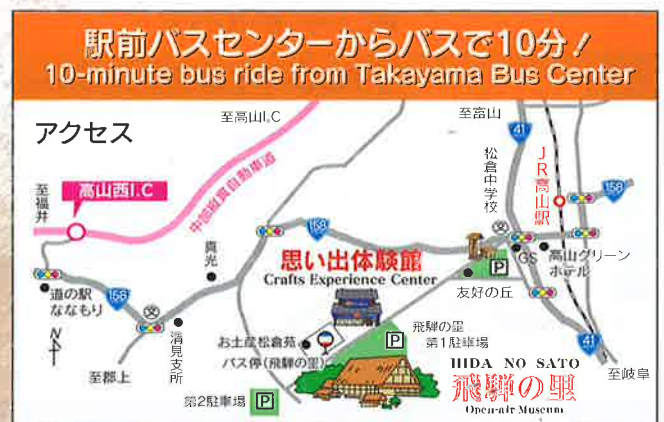 駅前バスセンターからバスで10分!
10-minute bus ride from Takayama Bus Center
アクセス
至高山I.C
至富山
41
松倉中学校
JR高山駅
158
至福井
高山西I.C
中部縦貫自動車道
158
文
真光
思い出体験館
Crafts Experience Center
P
GS
高山グリーン
ホテル
友好の丘
道の駅
ななもり
158
文
清見支所
N
至郡上
お土産松倉苑
バス停(飛騨の里)
飛騨の里
第1駐車場
P
41
至岐阜
HIDA NO SATO
飛騨の里
Open-air Museum
第2駐車場
P